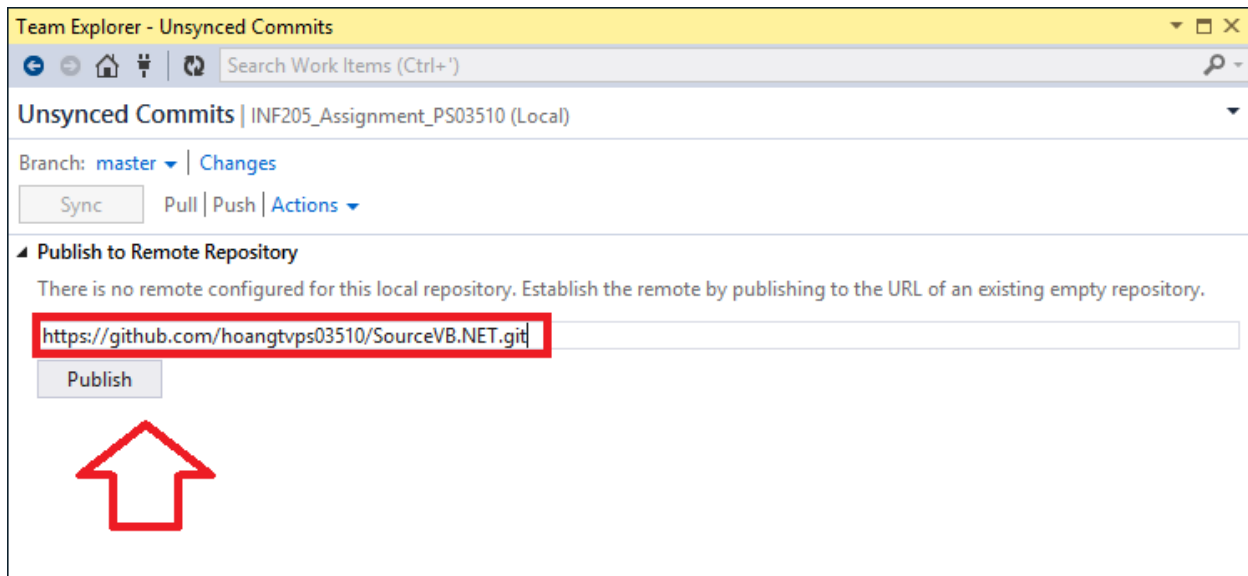 Team Explorer - Unsynced Commits
Search Work Items (Ctrl+')
Unsynced Commits | INF205_Assignment_PS03510 (Local)
Branch: master | Changes
Sync Pull | Push | Actions
Publish to Remote Repository
There is no remote configured for this local repository. Establish the remote by publishing to the URL of an existing empty repository.
https://github.com/hoangtvps03510/SourceVB.NET.git
Publish